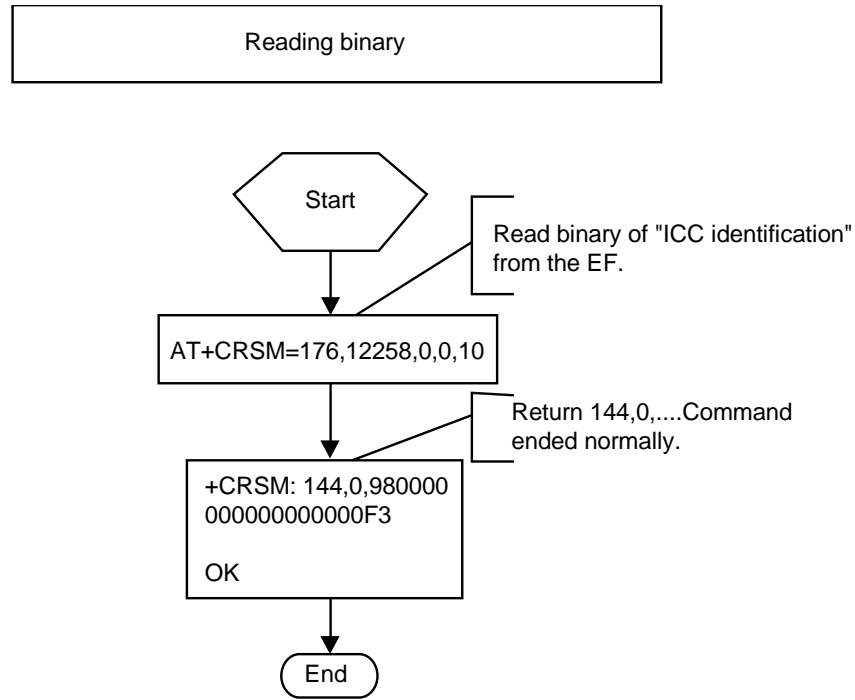 Reading binary
Start
Read binary of "ICC identification"
from the EF.
AT+CRSM=176,12258,0,0,10
Return 144,0,....Command
ended normally.
+CRSM: 144,0,980000
000000000000F3
OK
End